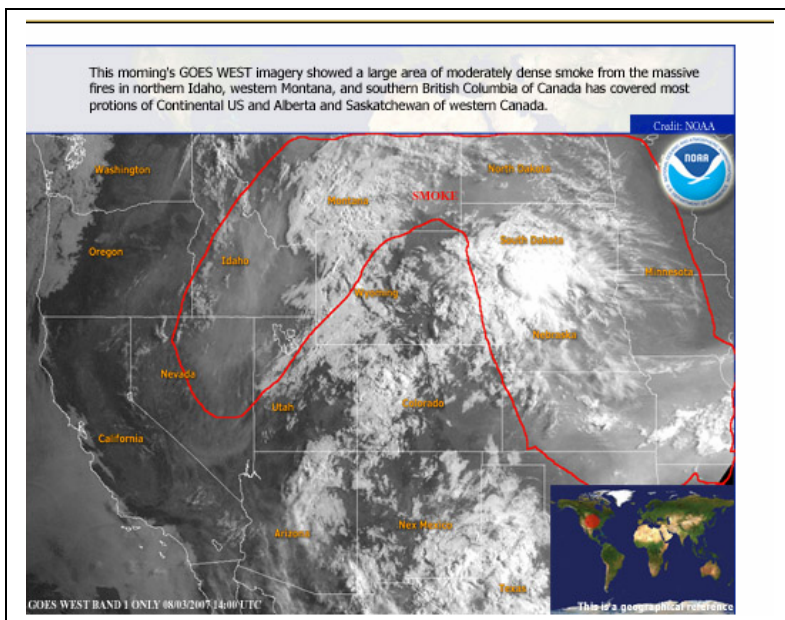 This morning's GOES WEST imagery showed a large area of moderately dense smoke from the massive
fires in northern Idaho, western Montana, and southern British Columbia of Canada has covered most
protions of Continental US and Alberta and Saskatchewan of western Canada.
Credit: NOAA
NOAA
Washington
North Dakota
Montana
SMOKE
Oregon
South Dakota
Idaho
Minnesota
Wyoming
Nebraska
Nevada
Utah
Colorado
California
Arizona
Nex Mexico
Texas
GOES WEST BAND 1 ONLY 08/03/2007 14:00 UTC
This is a geographical reference